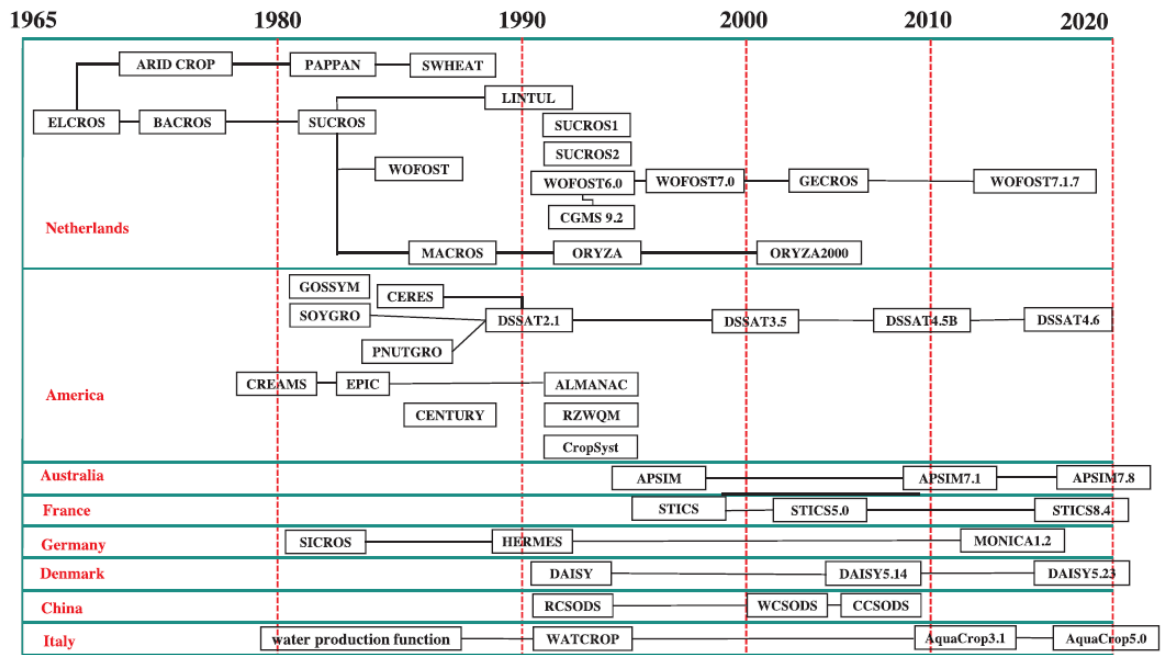 1965 1980 1990 2000 2010 2020
ARID CROP PAPPAN SWHEAT
LINTUL
ELCROS BACROS SUCROS SUCROS1
SUCROS2
WOFOST
WOFOST6.0 WOFOST7.0 GECROS WOFOST7.1.7
CGMS 9.2
Netherlands
MACROS ORYZA ORYZA2000
GOSSYM
CERES
SOYGRO DSSAT2.1 DSSAT3.5 DSSAT4.5B DSSAT4.6
PNUTGRO
CREAMS EPIC ALMANAC
America
CENTURY RZWQM
CropSyst
Australia APSIM APSIM7.1 APSIM7.8
France STICS STICS5.0 STICS8.4
Germany SICROS HERMES MONICA1.2
Denmark DAISY DAISY5.14 DAISY5.23
China RCSODS WCSODS CCSODS
Italy water production function WATCROP AquaCrop3.1 AquaCrop5.0